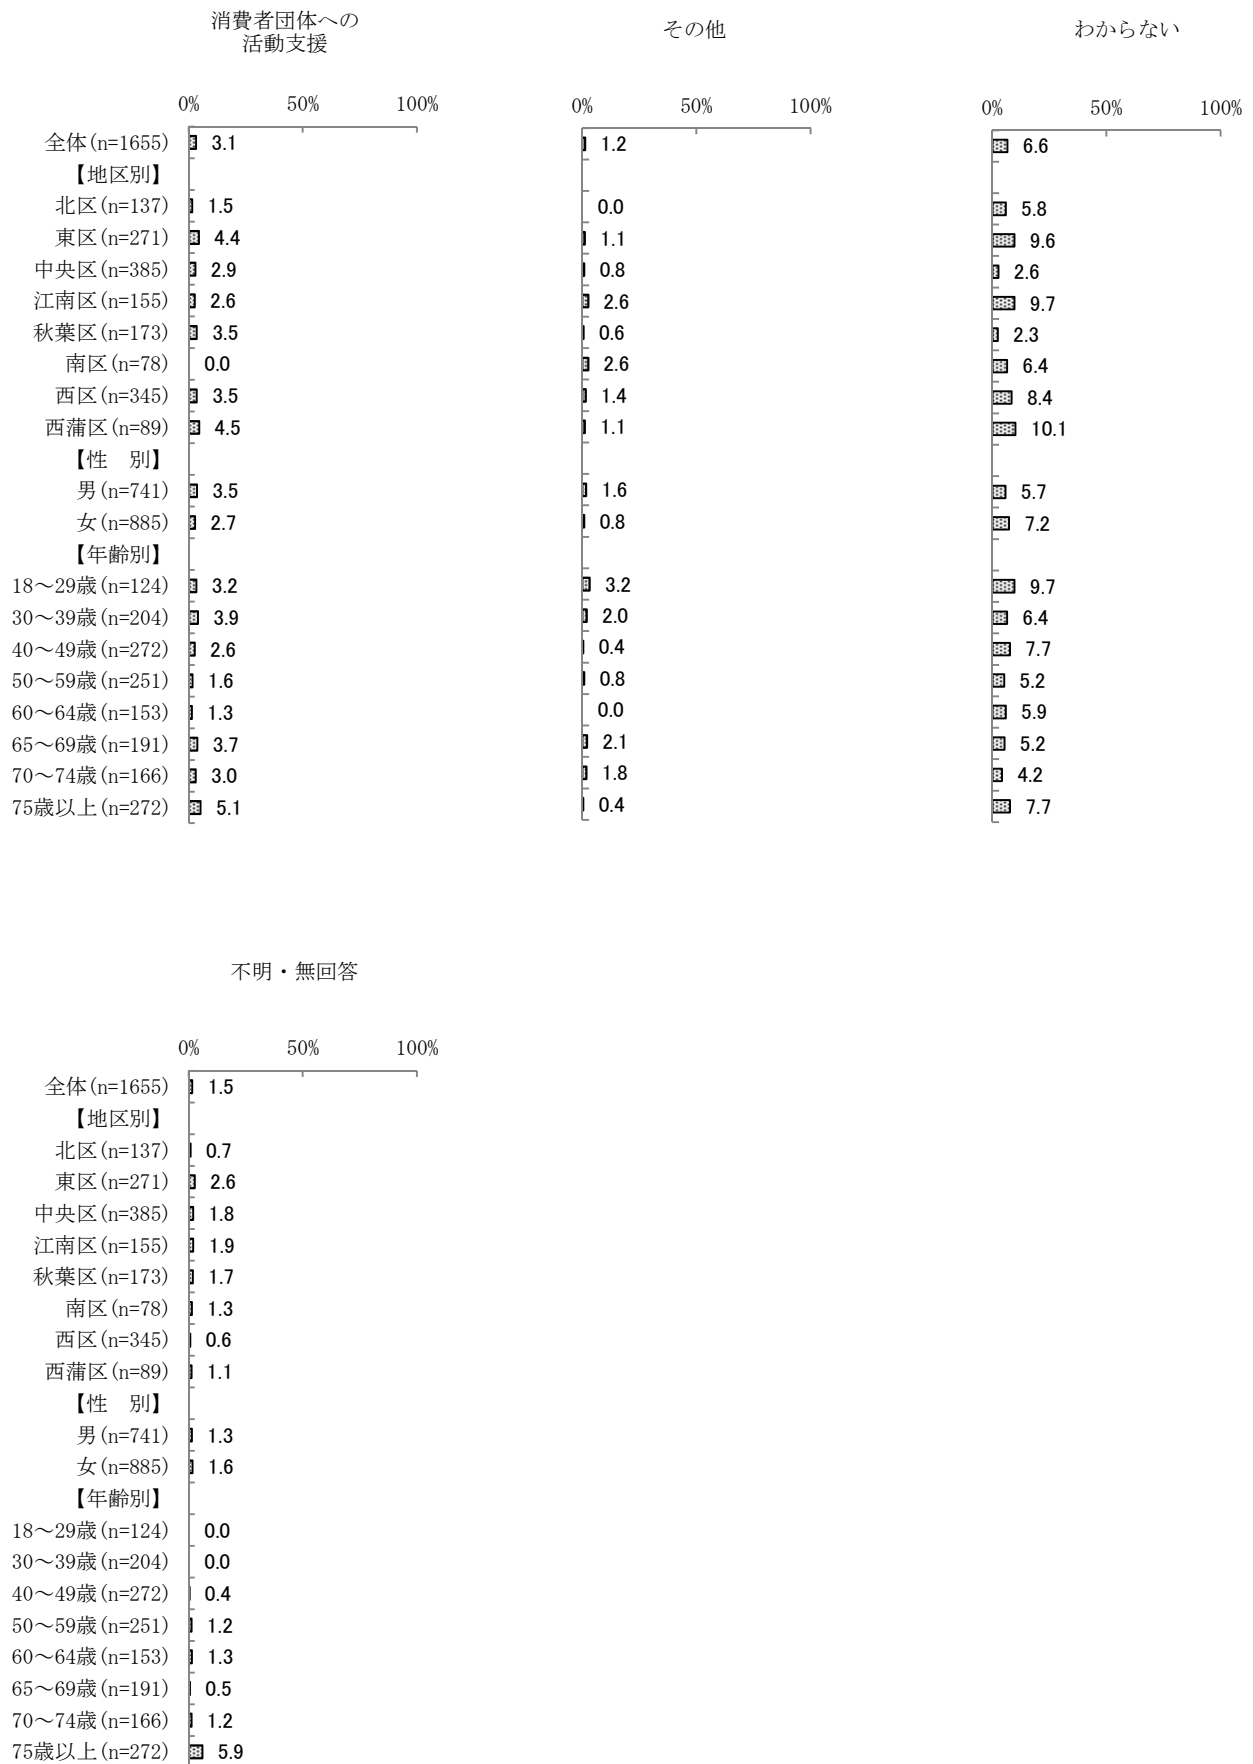 消費者団体への
活動支援
その他
わからない
0% 50% 100%
0% 50% 100%
0% 50% 100%
全体(n=1655) 3.1 1.2 6.6
【地区別】
北区(n=137) 1.5 0.0 5.8
東区(n=271) 4.4 1.1 9.6
中央区(n=385) 2.9 0.8 2.6
江南区(n=155) 2.6 2.6 9.7
秋葉区(n=173) 3.5 0.6 2.3
南区(n=78) 0.0 2.6 6.4
西区(n=345) 3.5 1.4 8.4
西蒲区(n=89) 4.5 1.1 10.1
【性　別】
男(n=741) 3.5 1.6 5.7
女(n=885) 2.7 0.8 7.2
【年齢別】
18～29歳(n=124) 3.2 3.2 9.7
30～39歳(n=204) 3.9 2.0 6.4
40～49歳(n=272) 2.6 0.4 7.7
50～59歳(n=251) 1.6 0.8 5.2
60～64歳(n=153) 1.3 0.0 5.9
65～69歳(n=191) 3.7 2.1 5.2
70～74歳(n=166) 3.0 1.8 4.2
75歳以上(n=272) 5.1 0.4 7.7
不明・無回答
0% 50% 100%
全体(n=1655) 1.5
【地区別】
北区(n=137) 0.7
東区(n=271) 2.6
中央区(n=385) 1.8
江南区(n=155) 1.9
秋葉区(n=173) 1.7
南区(n=78) 1.3
西区(n=345) 0.6
西蒲区(n=89) 1.1
【性　別】
男(n=741) 1.3
女(n=885) 1.6
【年齢別】
18～29歳(n=124) 0.0
30～39歳(n=204) 0.0
40～49歳(n=272) 0.4
50～59歳(n=251) 1.2
60～64歳(n=153) 1.3
65～69歳(n=191) 0.5
70～74歳(n=166) 1.2
75歳以上(n=272) 5.9